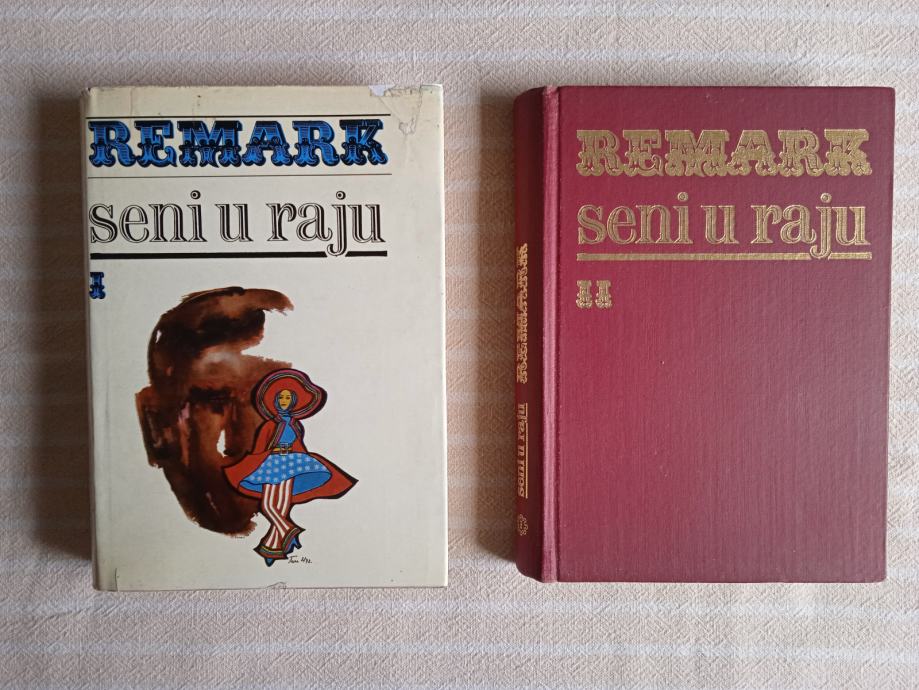 REMARK
seni u raju
I
REMARK
seni u raju
II
REMARK
seni u raju